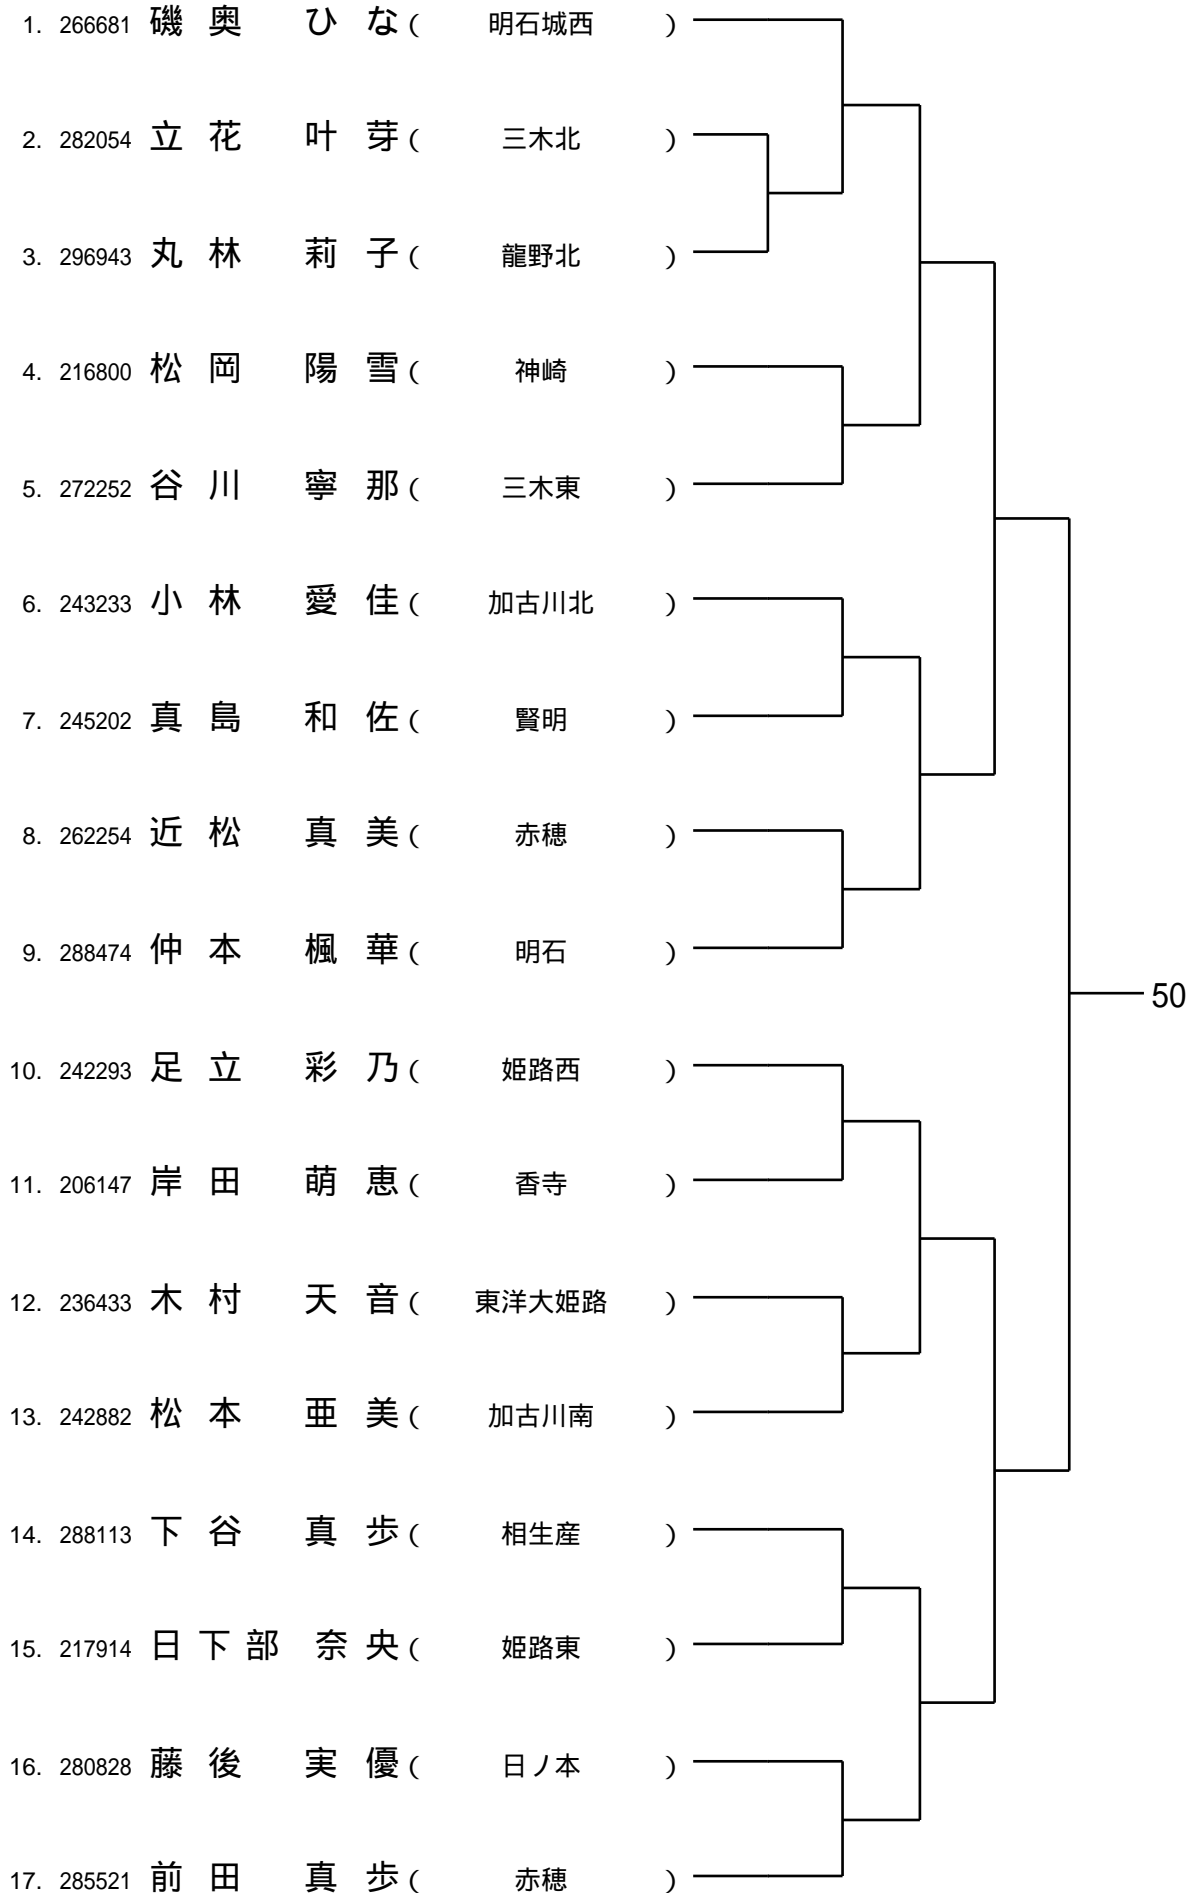 1. 266681 磯奥 ひな ( 明石城西 )
2. 282054 立花 叶芽 ( 三木北 )
3. 296943 丸林 莉子 ( 龍野北 )
4. 216800 松岡 陽雪 ( 神崎 )
5. 272252 谷川 寧那 ( 三木東 )
6. 243233 小林 愛佳 ( 加古川北 )
7. 245202 真島 和佐 ( 賢明 )
8. 262254 近松 真美 ( 赤穂 )
9. 288474 仲本 楓華 ( 明石 )
50
10. 242293 足立 彩乃 ( 姫路西 )
11. 206147 岸田 萌恵 ( 香寺 )
12. 236433 木村 天音 ( 東洋大姫路 )
13. 242882 松本 亜美 ( 加古川南 )
14. 288113 下谷 真歩 ( 相生産 )
15. 217914 日下部 奈央 ( 姫路東 )
16. 280828 藤後 実優 ( 日ノ本 )
17. 285521 前田 真歩 ( 赤穂 )